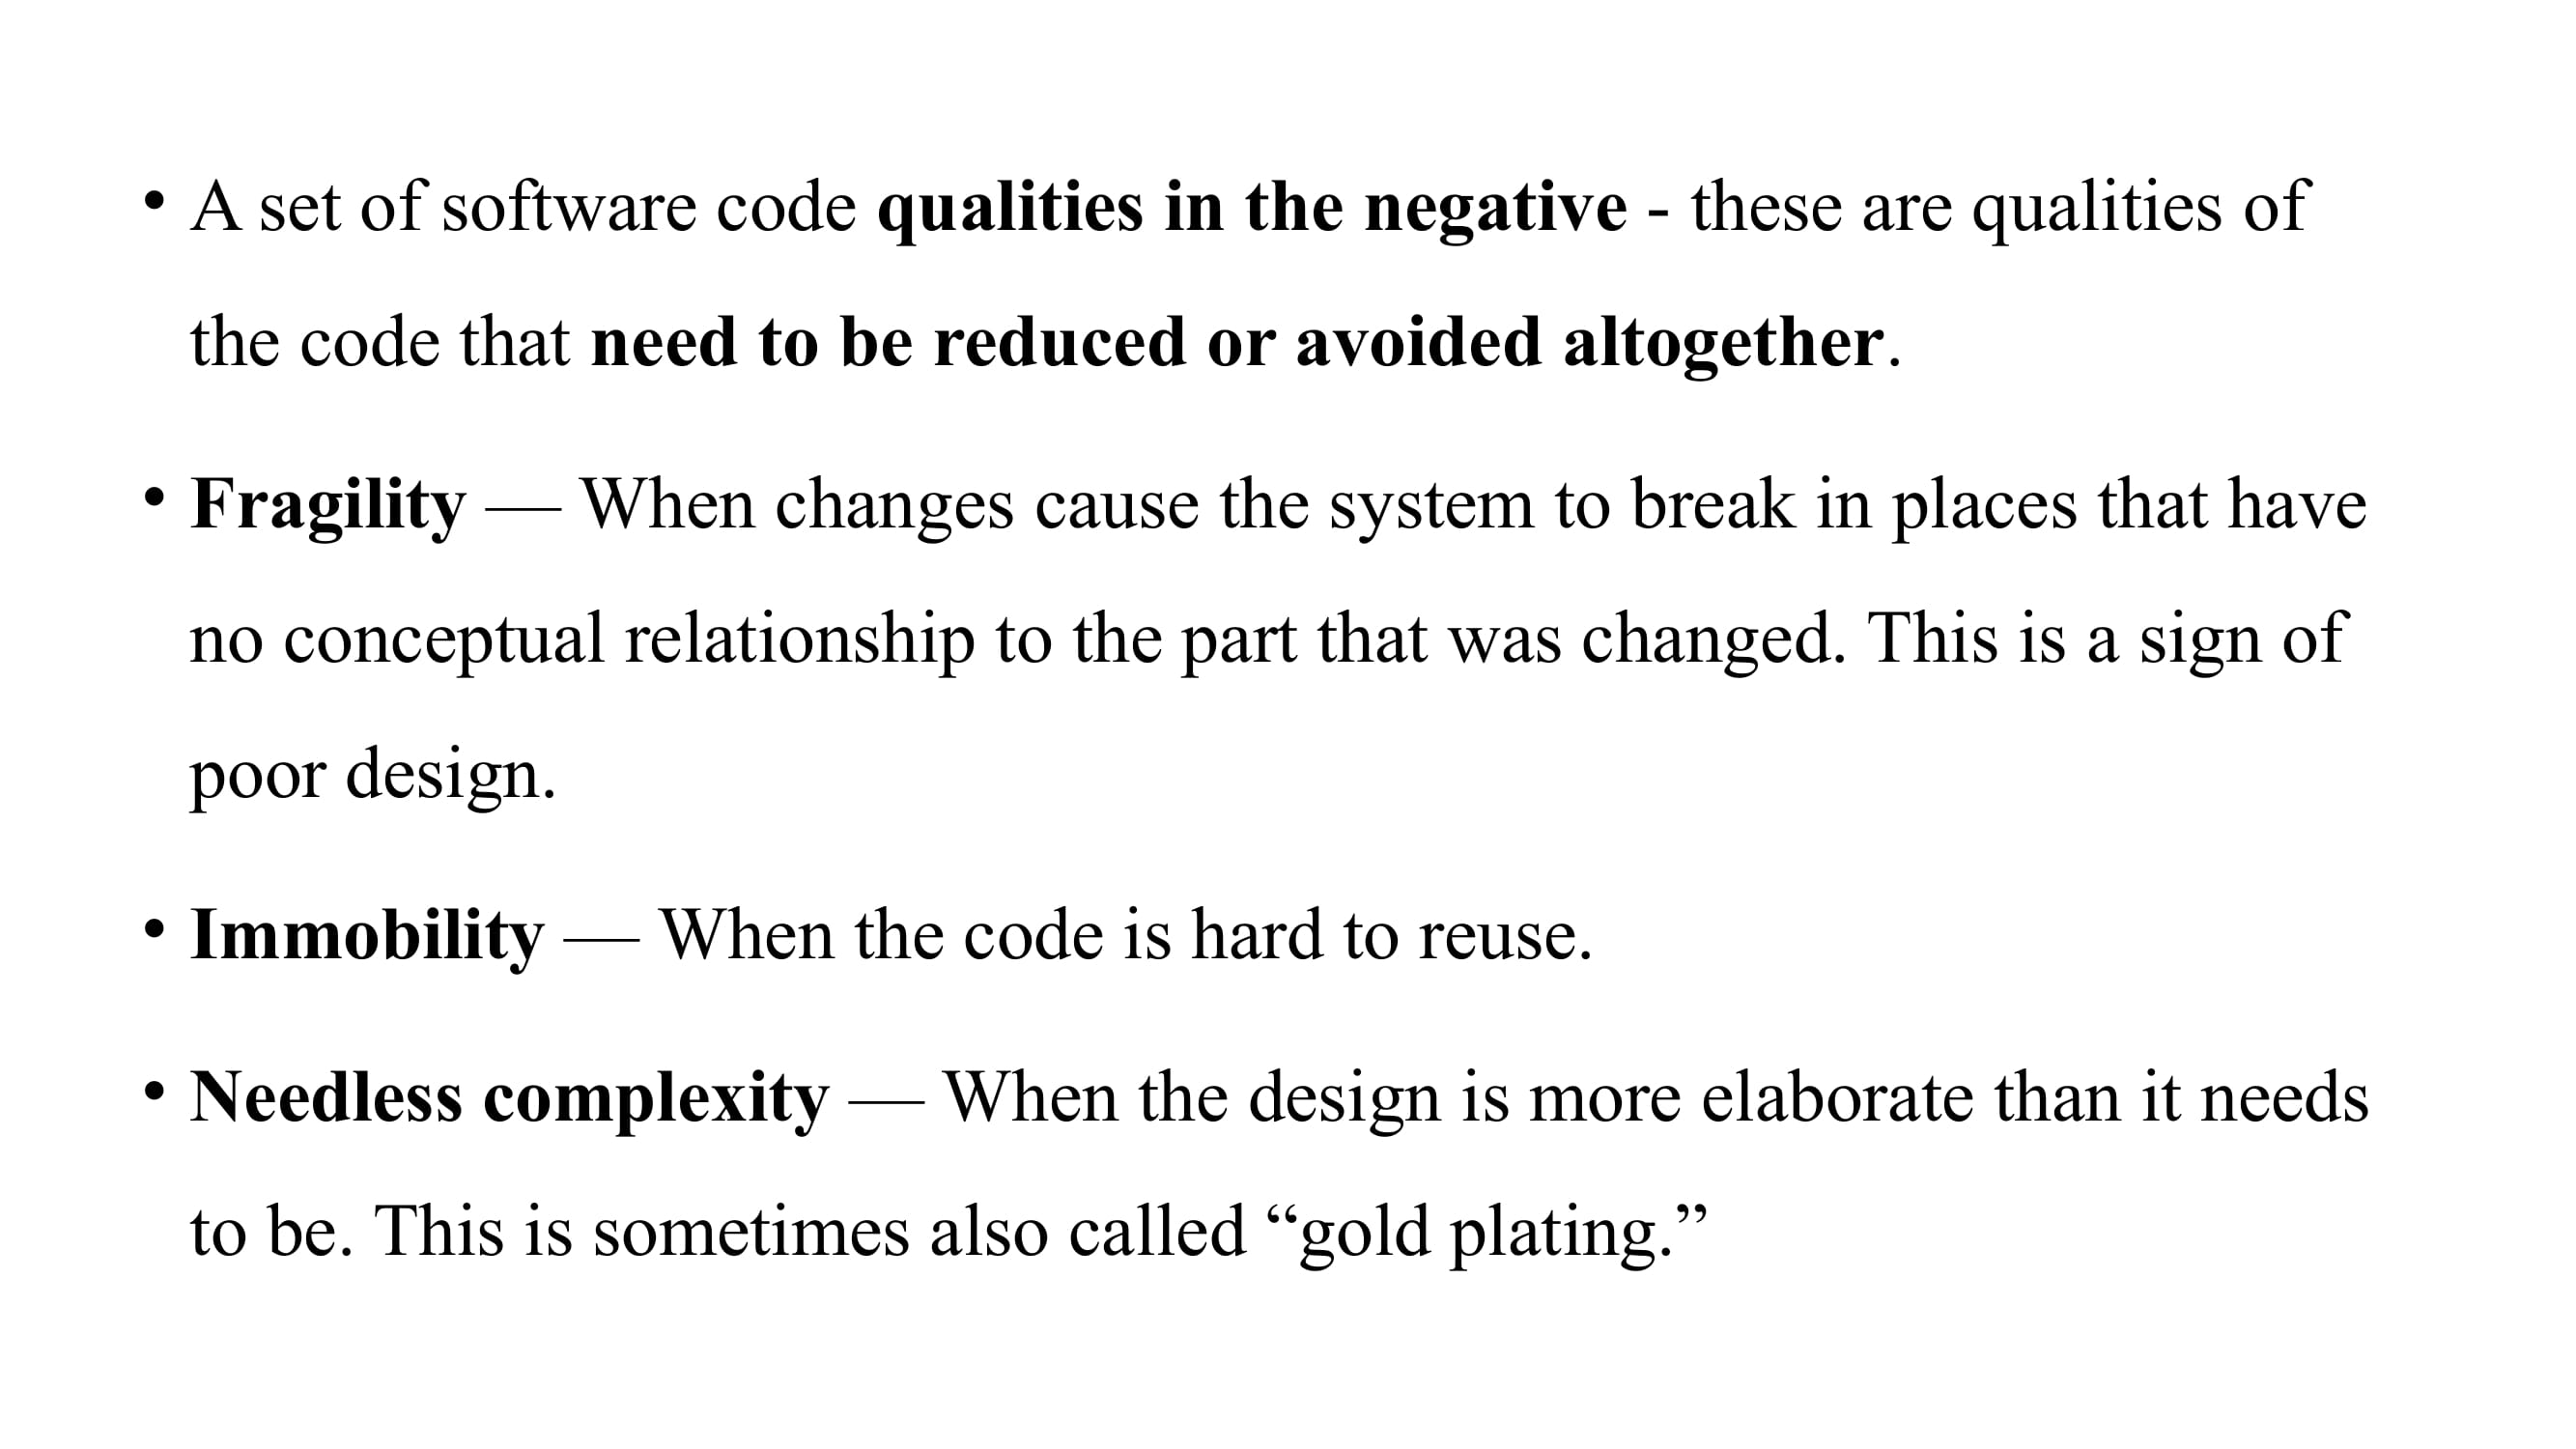 • A set of software code qualities in the negative - these are qualities of
the code that need to be reduced or avoided altogether.
• Fragility — When changes cause the system to break in places that have
no conceptual relationship to the part that was changed. This is a sign of
poor design.
• Immobility — When the code is hard to reuse.
• Needless complexity — When the design is more elaborate than it needs
to be. This is sometimes also called “gold plating.”